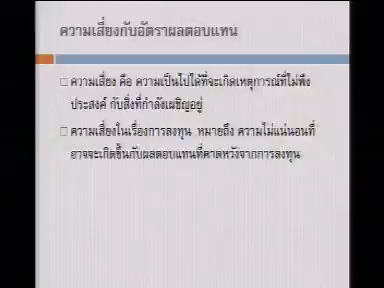 ความเสี่ยงกับอัตราผลตอบแทน
ความเสี่ยง คือ ความเป็นไปได้ที่จะเกิดเหตุการณ์ที่ไม่พึง
ประสงค์ กับสิ่งที่กำลังเผชิญอยู่
ความเสี่ยงในเรื่องการลงทุน หมายถึง ความไม่แน่นอนที่
อาจจะเกิดขึ้นกับผลตอบแทนที่คาดหวังจากการลงทุน